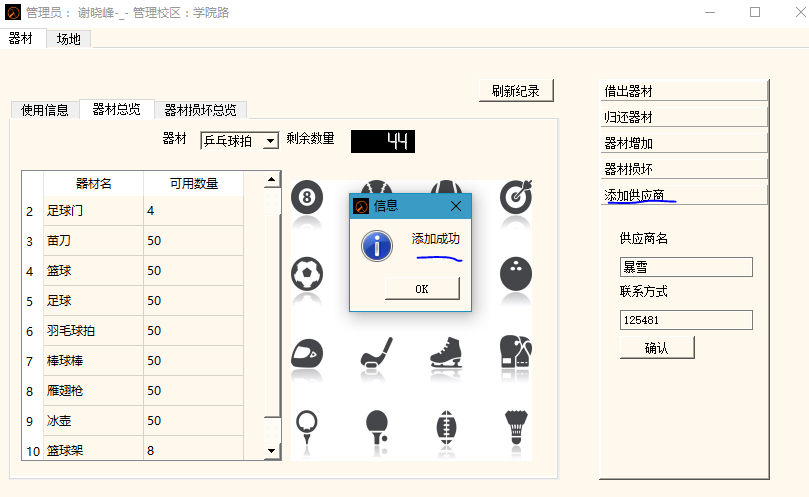 管理员： 谢晓峰-_- 管理校区：学院路
器材 场地
刷新纪录
使用信息 器材总览 器材损坏总览
器材 乒乓球拍 剩余数量 44
器材名 可用数量
2 足球门 4
3 苗刀 50
4 篮球 50
5 足球 50
6 羽毛球拍 50
7 棒球棒 50
8 雁翅枪 50
9 冰壶 50
10 篮球架 8
8
信息
添加成功
OK
借出器材
归还器材
器材增加
器材损坏
添加供应商
供应商名
暴雪
联系方式
125481
确认